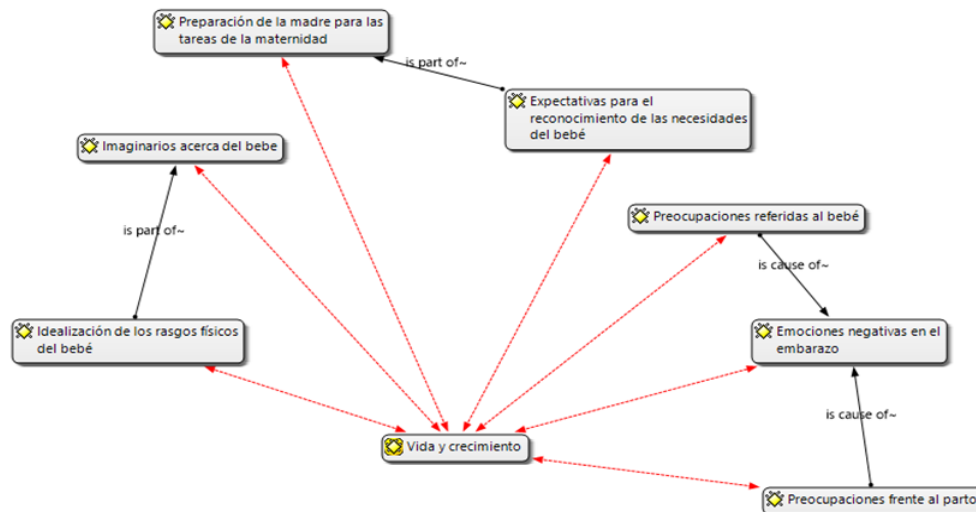 Preparación de la madre para las
tareas de la maternidad
is part of~
Expectativas para el
reconocimiento de las necesidades
del bebé
Imaginarios acerca del bebe
is part of~
Preocupaciones referidas al bebé
is cause of~
Idealización de los rasgos físicos
del bebé
Emociones negativas en el
embarazo
is cause of~
Vida y crecimiento
Preocupaciones frente al parto